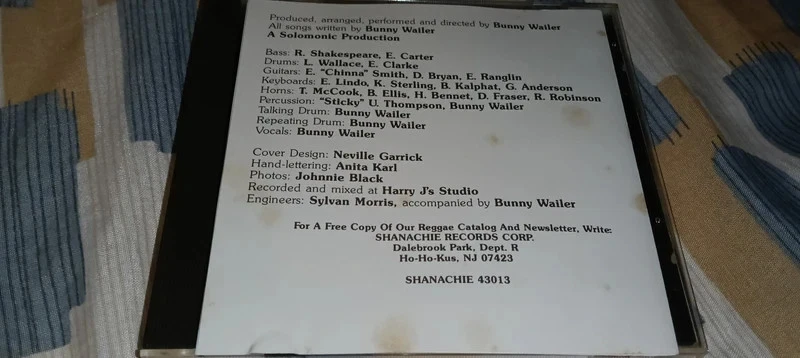 Produced, arranged, performed and directed by Bunny Wailer
All songs written by Bunny Wailer
A Solomonic Production
Bass: R. Shakespeare, E. Carter
Drums: L. Wallace, E. Clarke
Guitars: E. "Chinna" Smith, D. Bryan, E. Ranglin
Keyboards: E. Lindo, K. Sterling, B. Kalphat, G. Anderson
Horns: T. McCook, B. Ellis, H. Bennet, D. Fraser, R. Robinson
Percussion: "Sticky" U. Thompson, Bunny Wailer
Talking Drum: Bunny Wailer
Repeating Drum: Bunny Wailer
Vocals: Bunny Wailer
Cover Design: Neville Garrick
Hand-lettering: Anita Karl
Photos: Johnnie Black
Recorded and mixed at Harry J's Studio
Engineers: Sylvan Morris, accompanied by Bunny Wailer
For A Free Copy Of Our Reggae Catalog And Newsletter, Write:
SHANACHIE RECORDS CORP.
Dalebrook Park, Dept. R
Ho-Ho-Kus, NJ 07423
SHANACHIE 43013